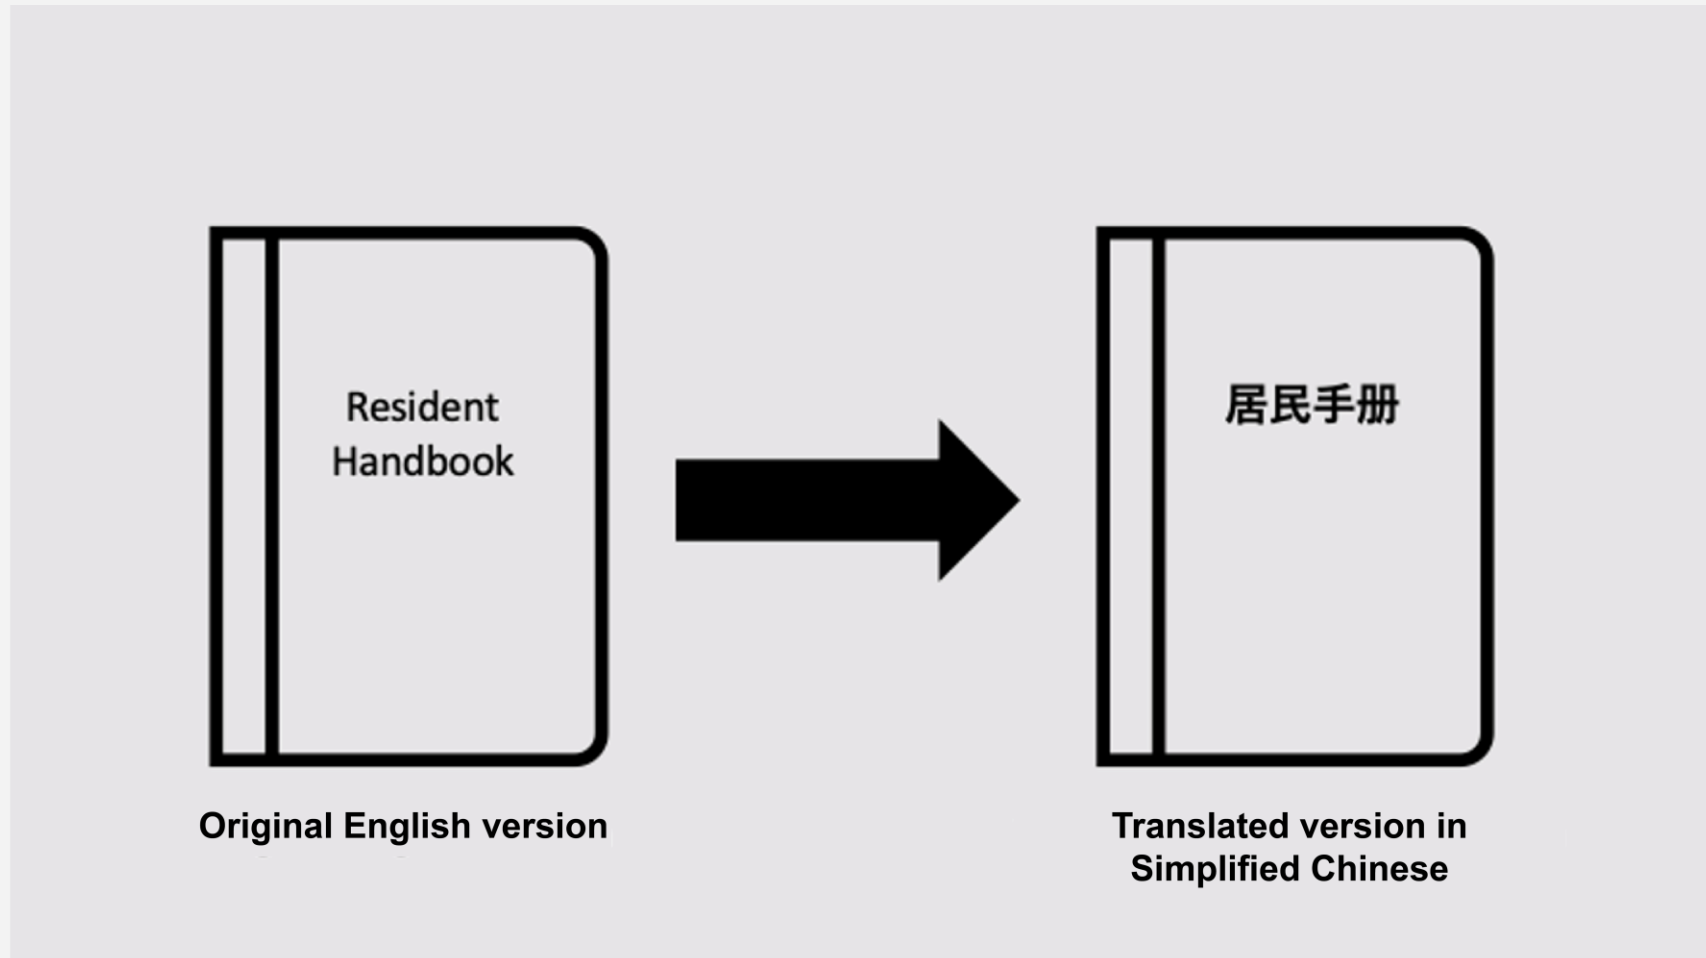 Resident
Handbook
居民手册
Original English version
Translated version in
Simplified Chinese